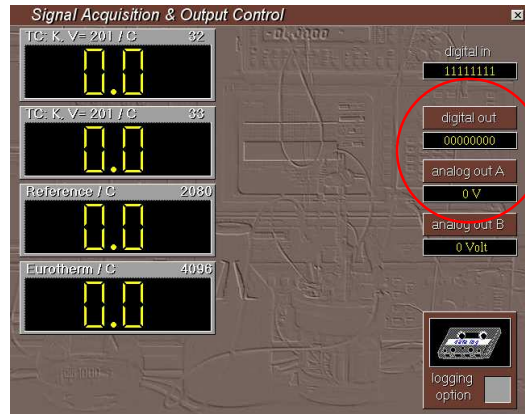 Signal Acquisition & Output Control
TC: K, V= 201 / C 32
0.0
TC: K, V= 201 / C 33
0.0
Reference / C 2080
0.0
Eurotherm / C 4096
0.0
digital in
11111111
digital out
00000000
analog out A
0 V
analog out B
0 Volt
logging
option